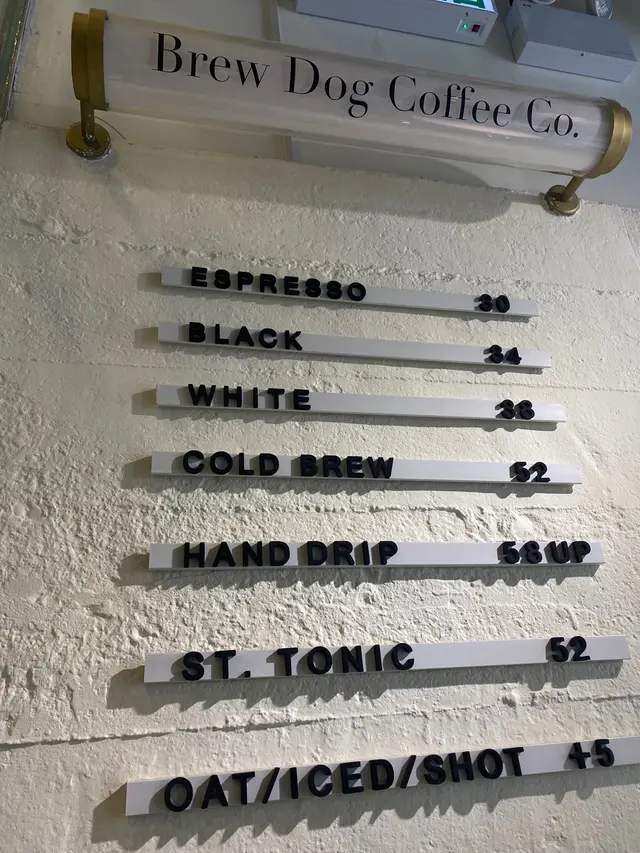 Brew Dog Coffee Co.
ESPRESSO 30
BLACK 34
WHITE 38
COLD BREW 52
HAND DRIP 58 UP
ST. TONIC 52
OAT/ICED/SHOT +5